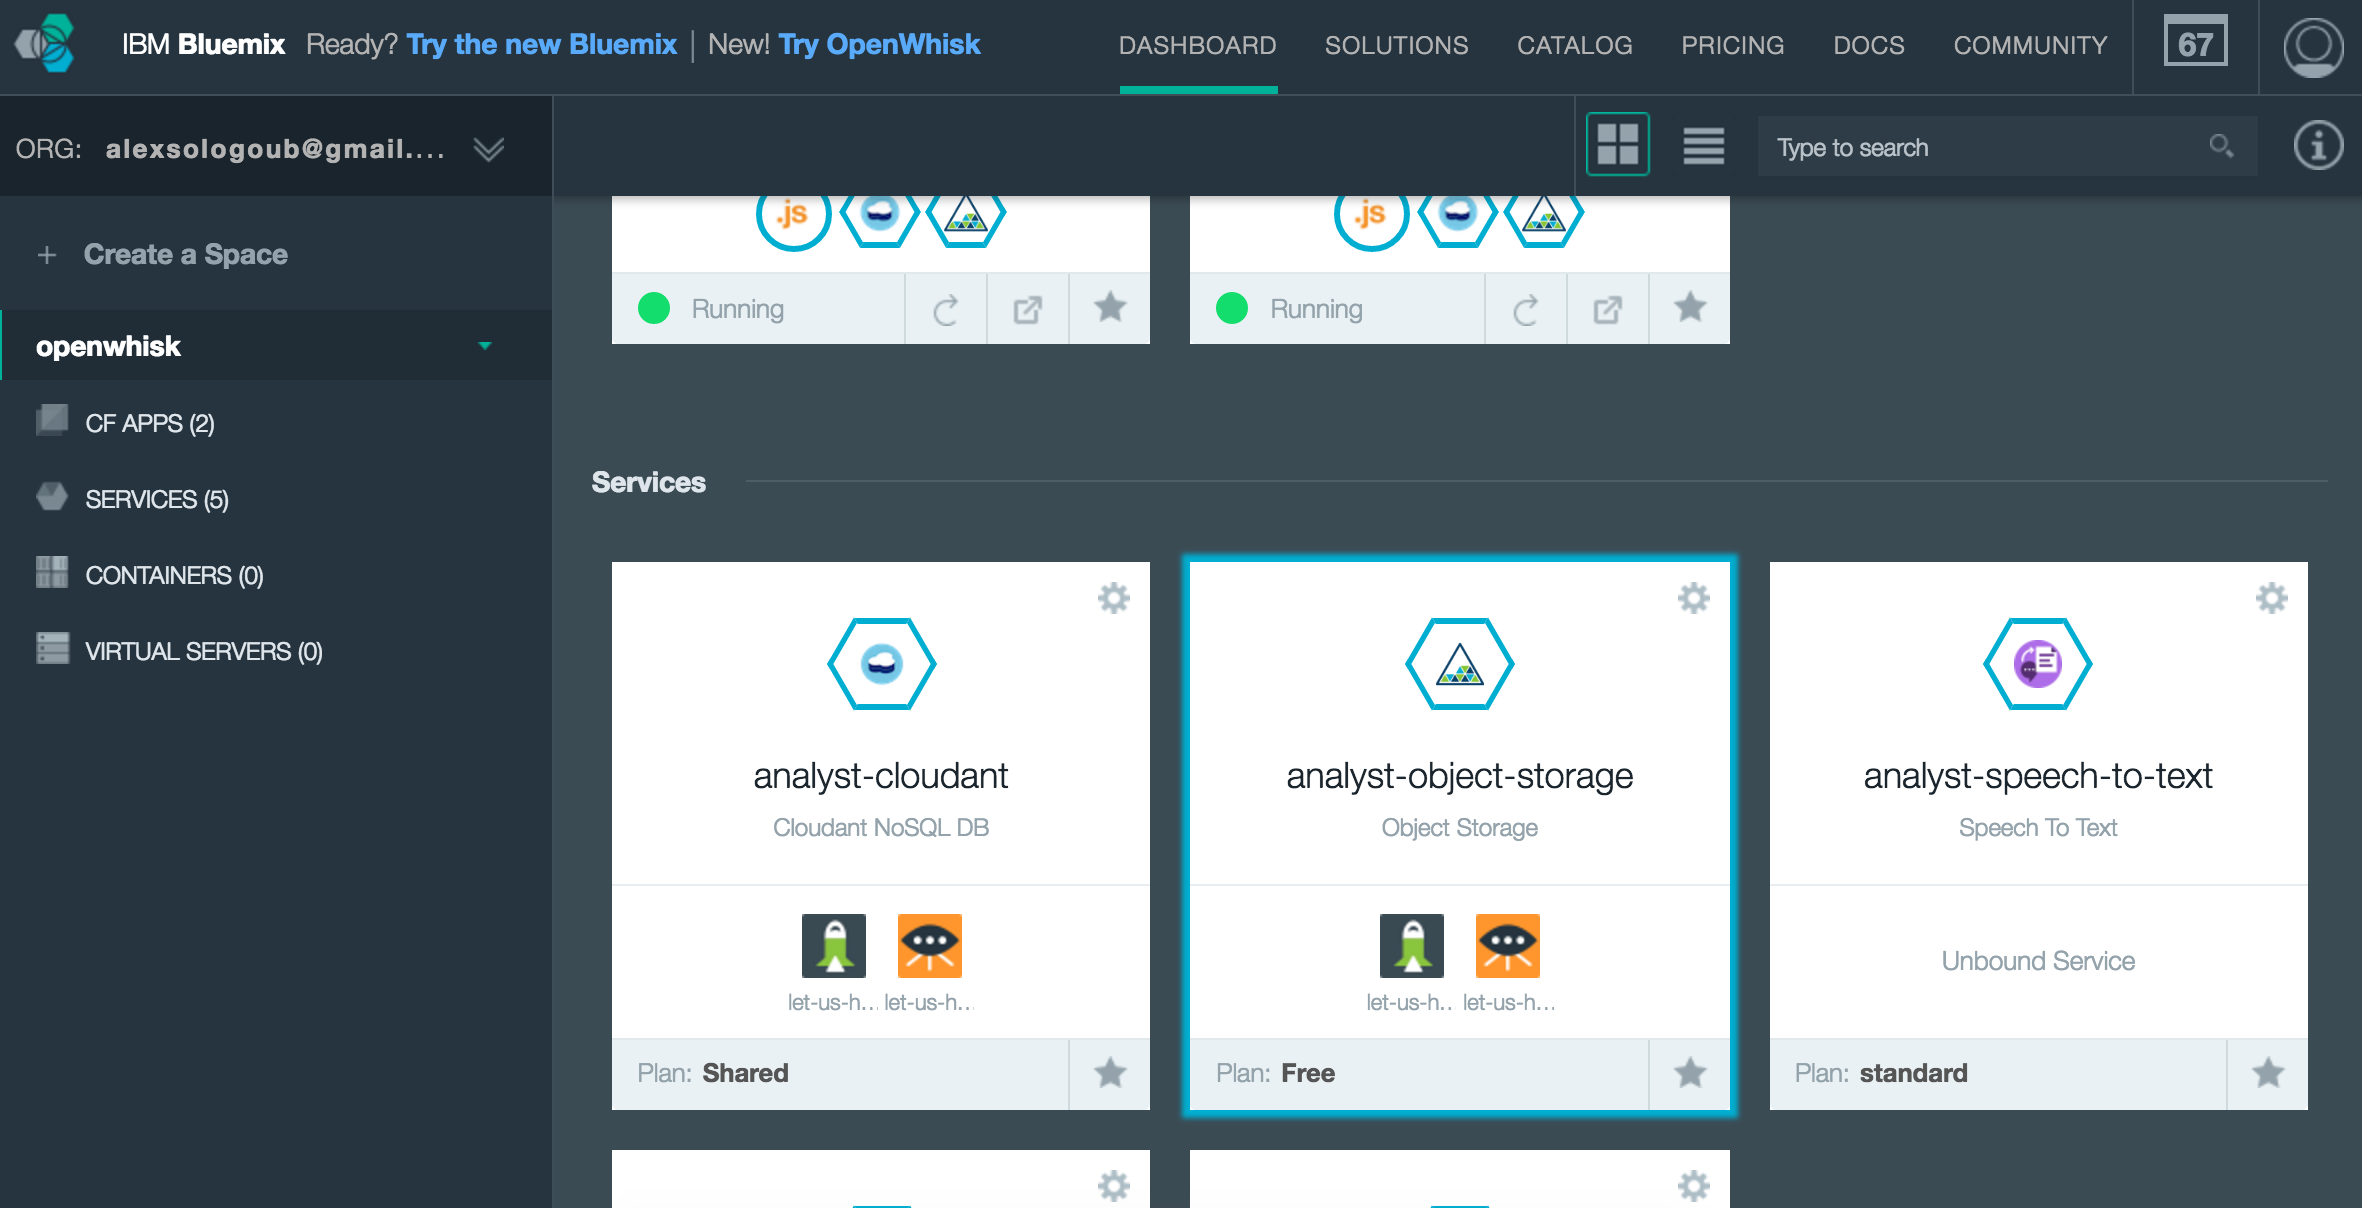 IBM Bluemix Ready? Try the new Bluemix | New! Try OpenWhisk
DASHBOARD SOLUTIONS CATALOG PRICING DOCS COMMUNITY 67
ORG: alexsologoub@gmail....
Type to search
+ Create a Space
openwhisk
CF APPS (2)
SERVICES (5)
CONTAINERS (0)
VIRTUAL SERVERS (0)
.js
.js
Running
Running
Services
analyst-cloudant
Cloudant NoSQL DB
let-us-h... let-us-h...
Plan: Shared
analyst-object-storage
Object Storage
let-us-h.. let-us-h...
Plan: Free
analyst-speech-to-text
Speech To Text
Unbound Service
Plan: standard